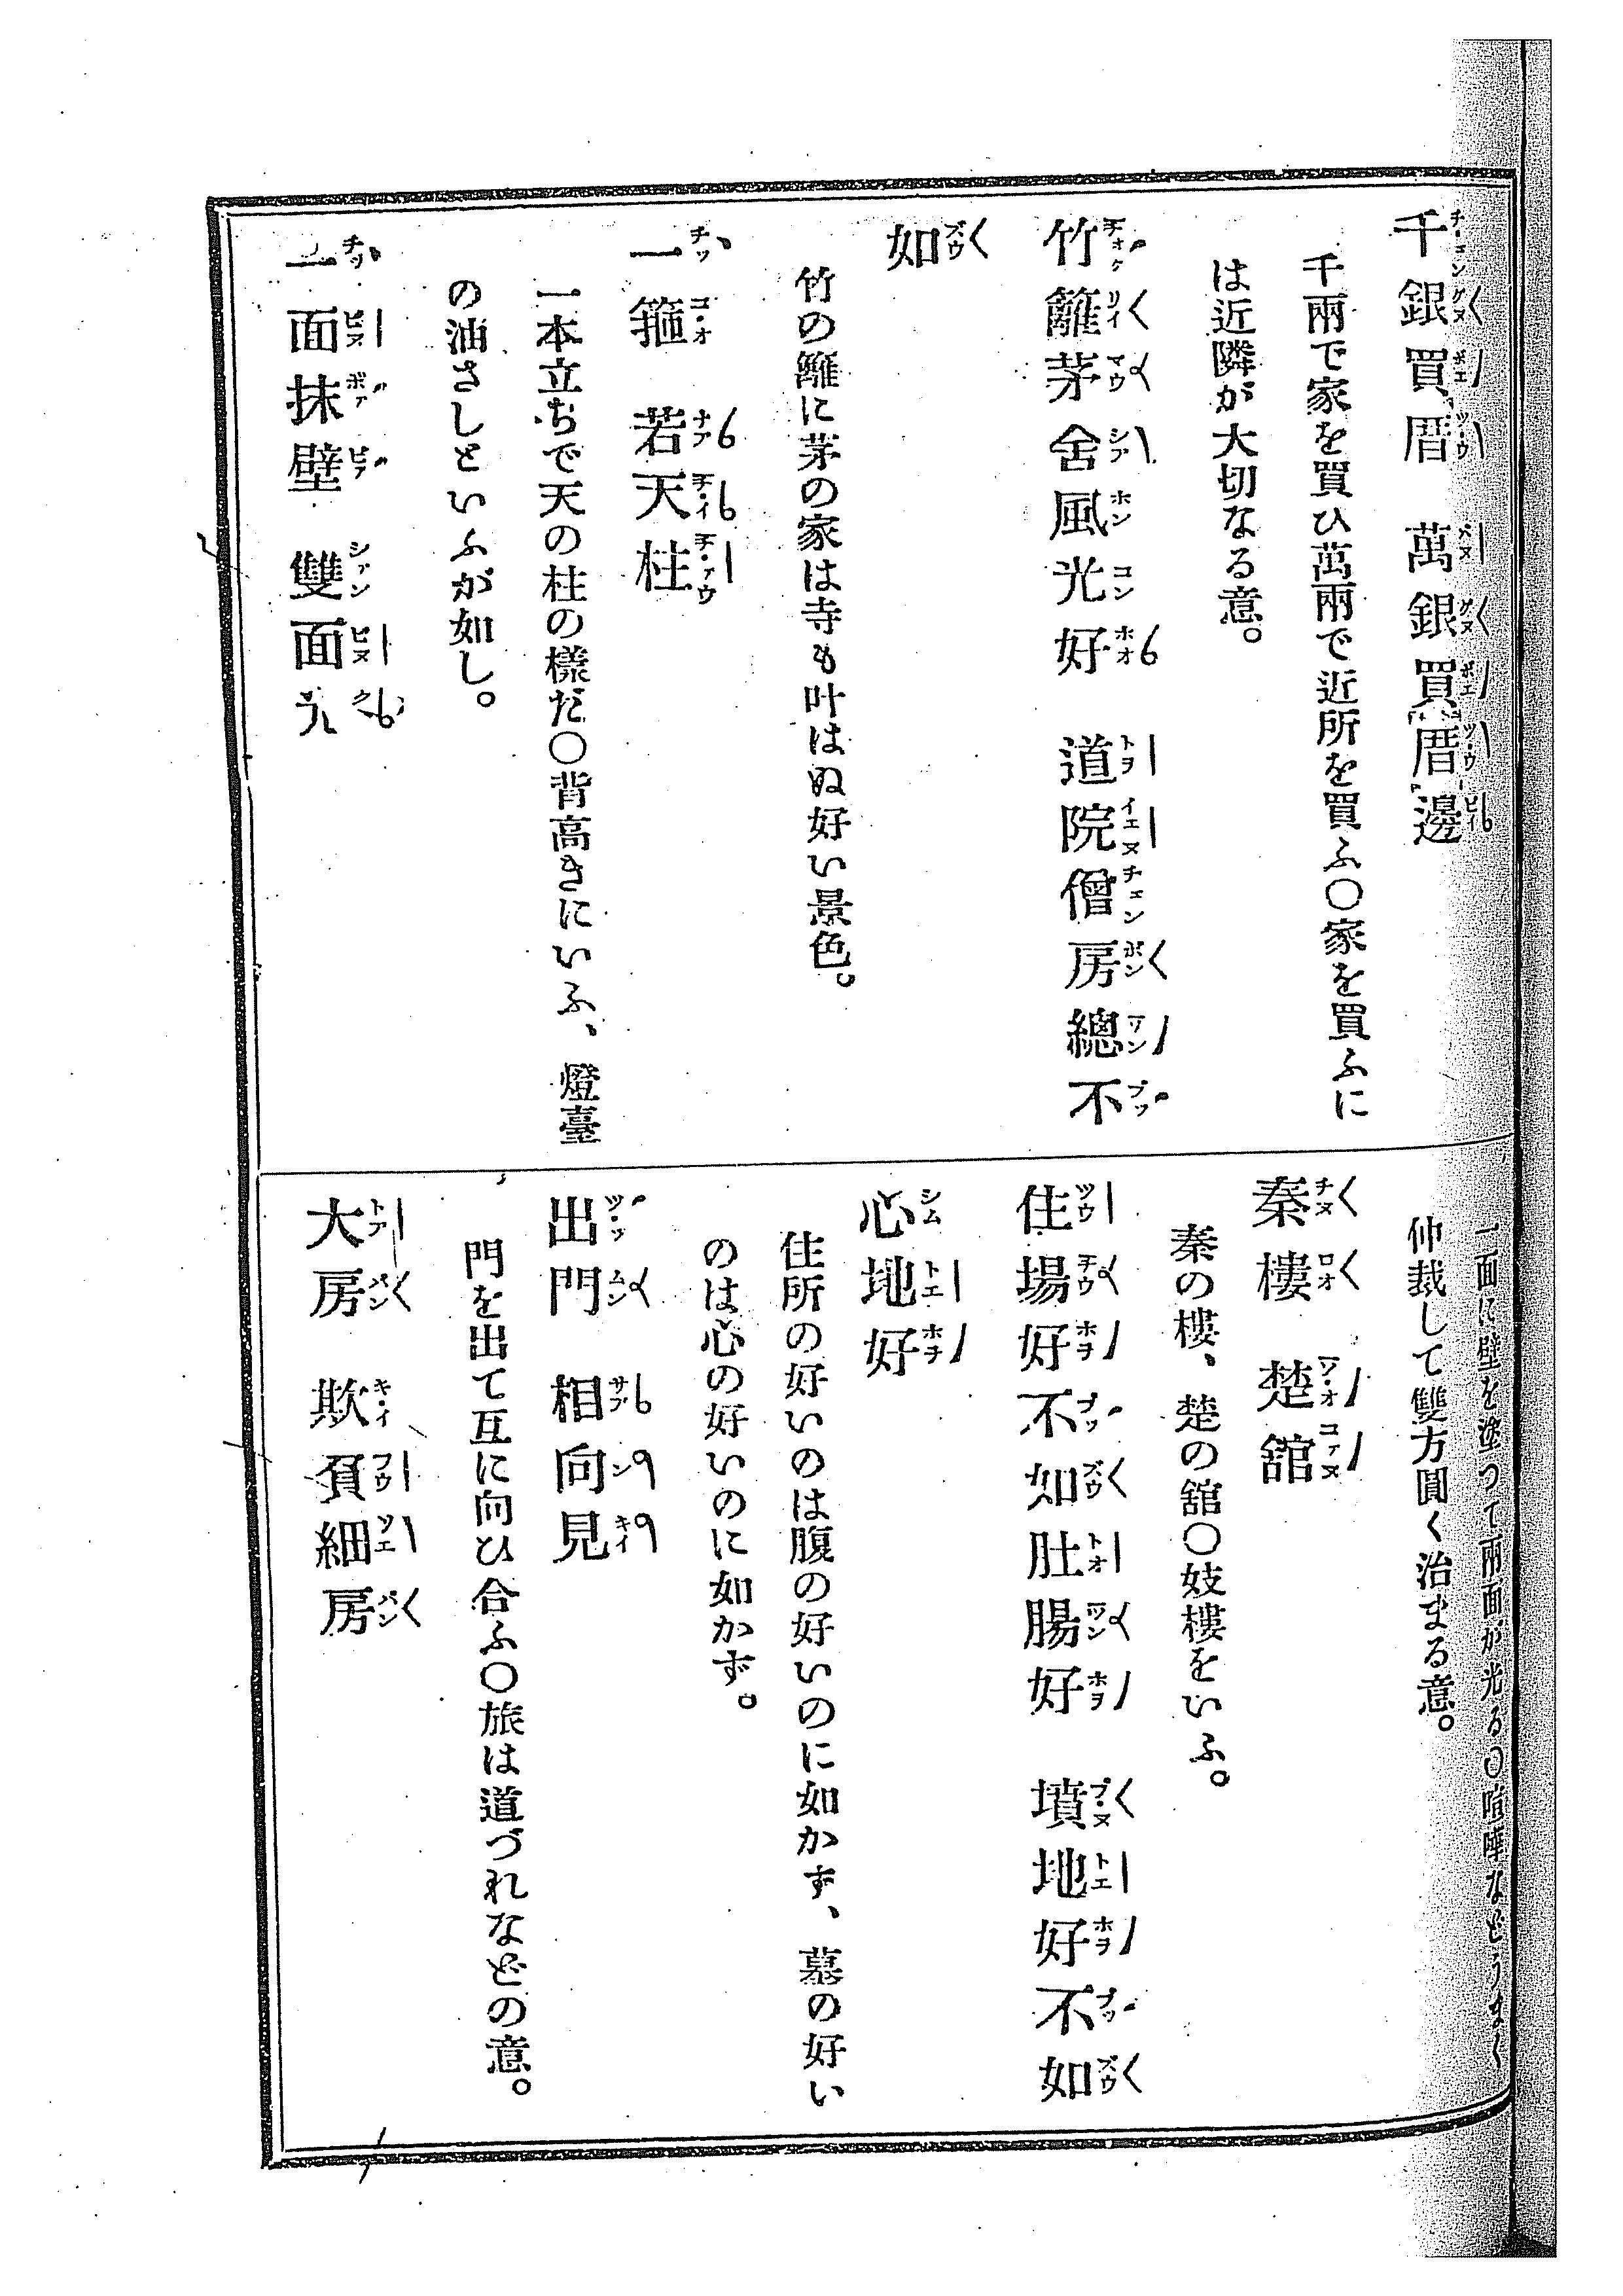 千銀買厝　萬銀買厝邊
千兩で家を買ひ萬兩で近所を買ふ〇家を買ふに
は近隣が大切なる意。
竹籬茅舍風光好　道院僧房總不
如
竹の籬に茅の家は寺も叶はぬ好い景色。
一箍　若天柱
一本立ちで天の柱の樣だ〇背高きにいふ、燈臺
の油さしといふが如し。
一面抹壁　雙面光
一面に壁を塗つて兩面が光る〇喧嘩などうまく
仲裁して雙方圓く治まる意。
秦樓　楚舘
秦の樓、楚の舘〇妓樓をいふ。
住場好不如肚腸好　墳地好不如
心地好
住所の好いのは腹の好いのに如かず、墓の好い
のは心の好いのに如かず。
出門　相向見
門を出て互に向ひ合ふ〇旅は道づれなどの意。
大房　欺負細房